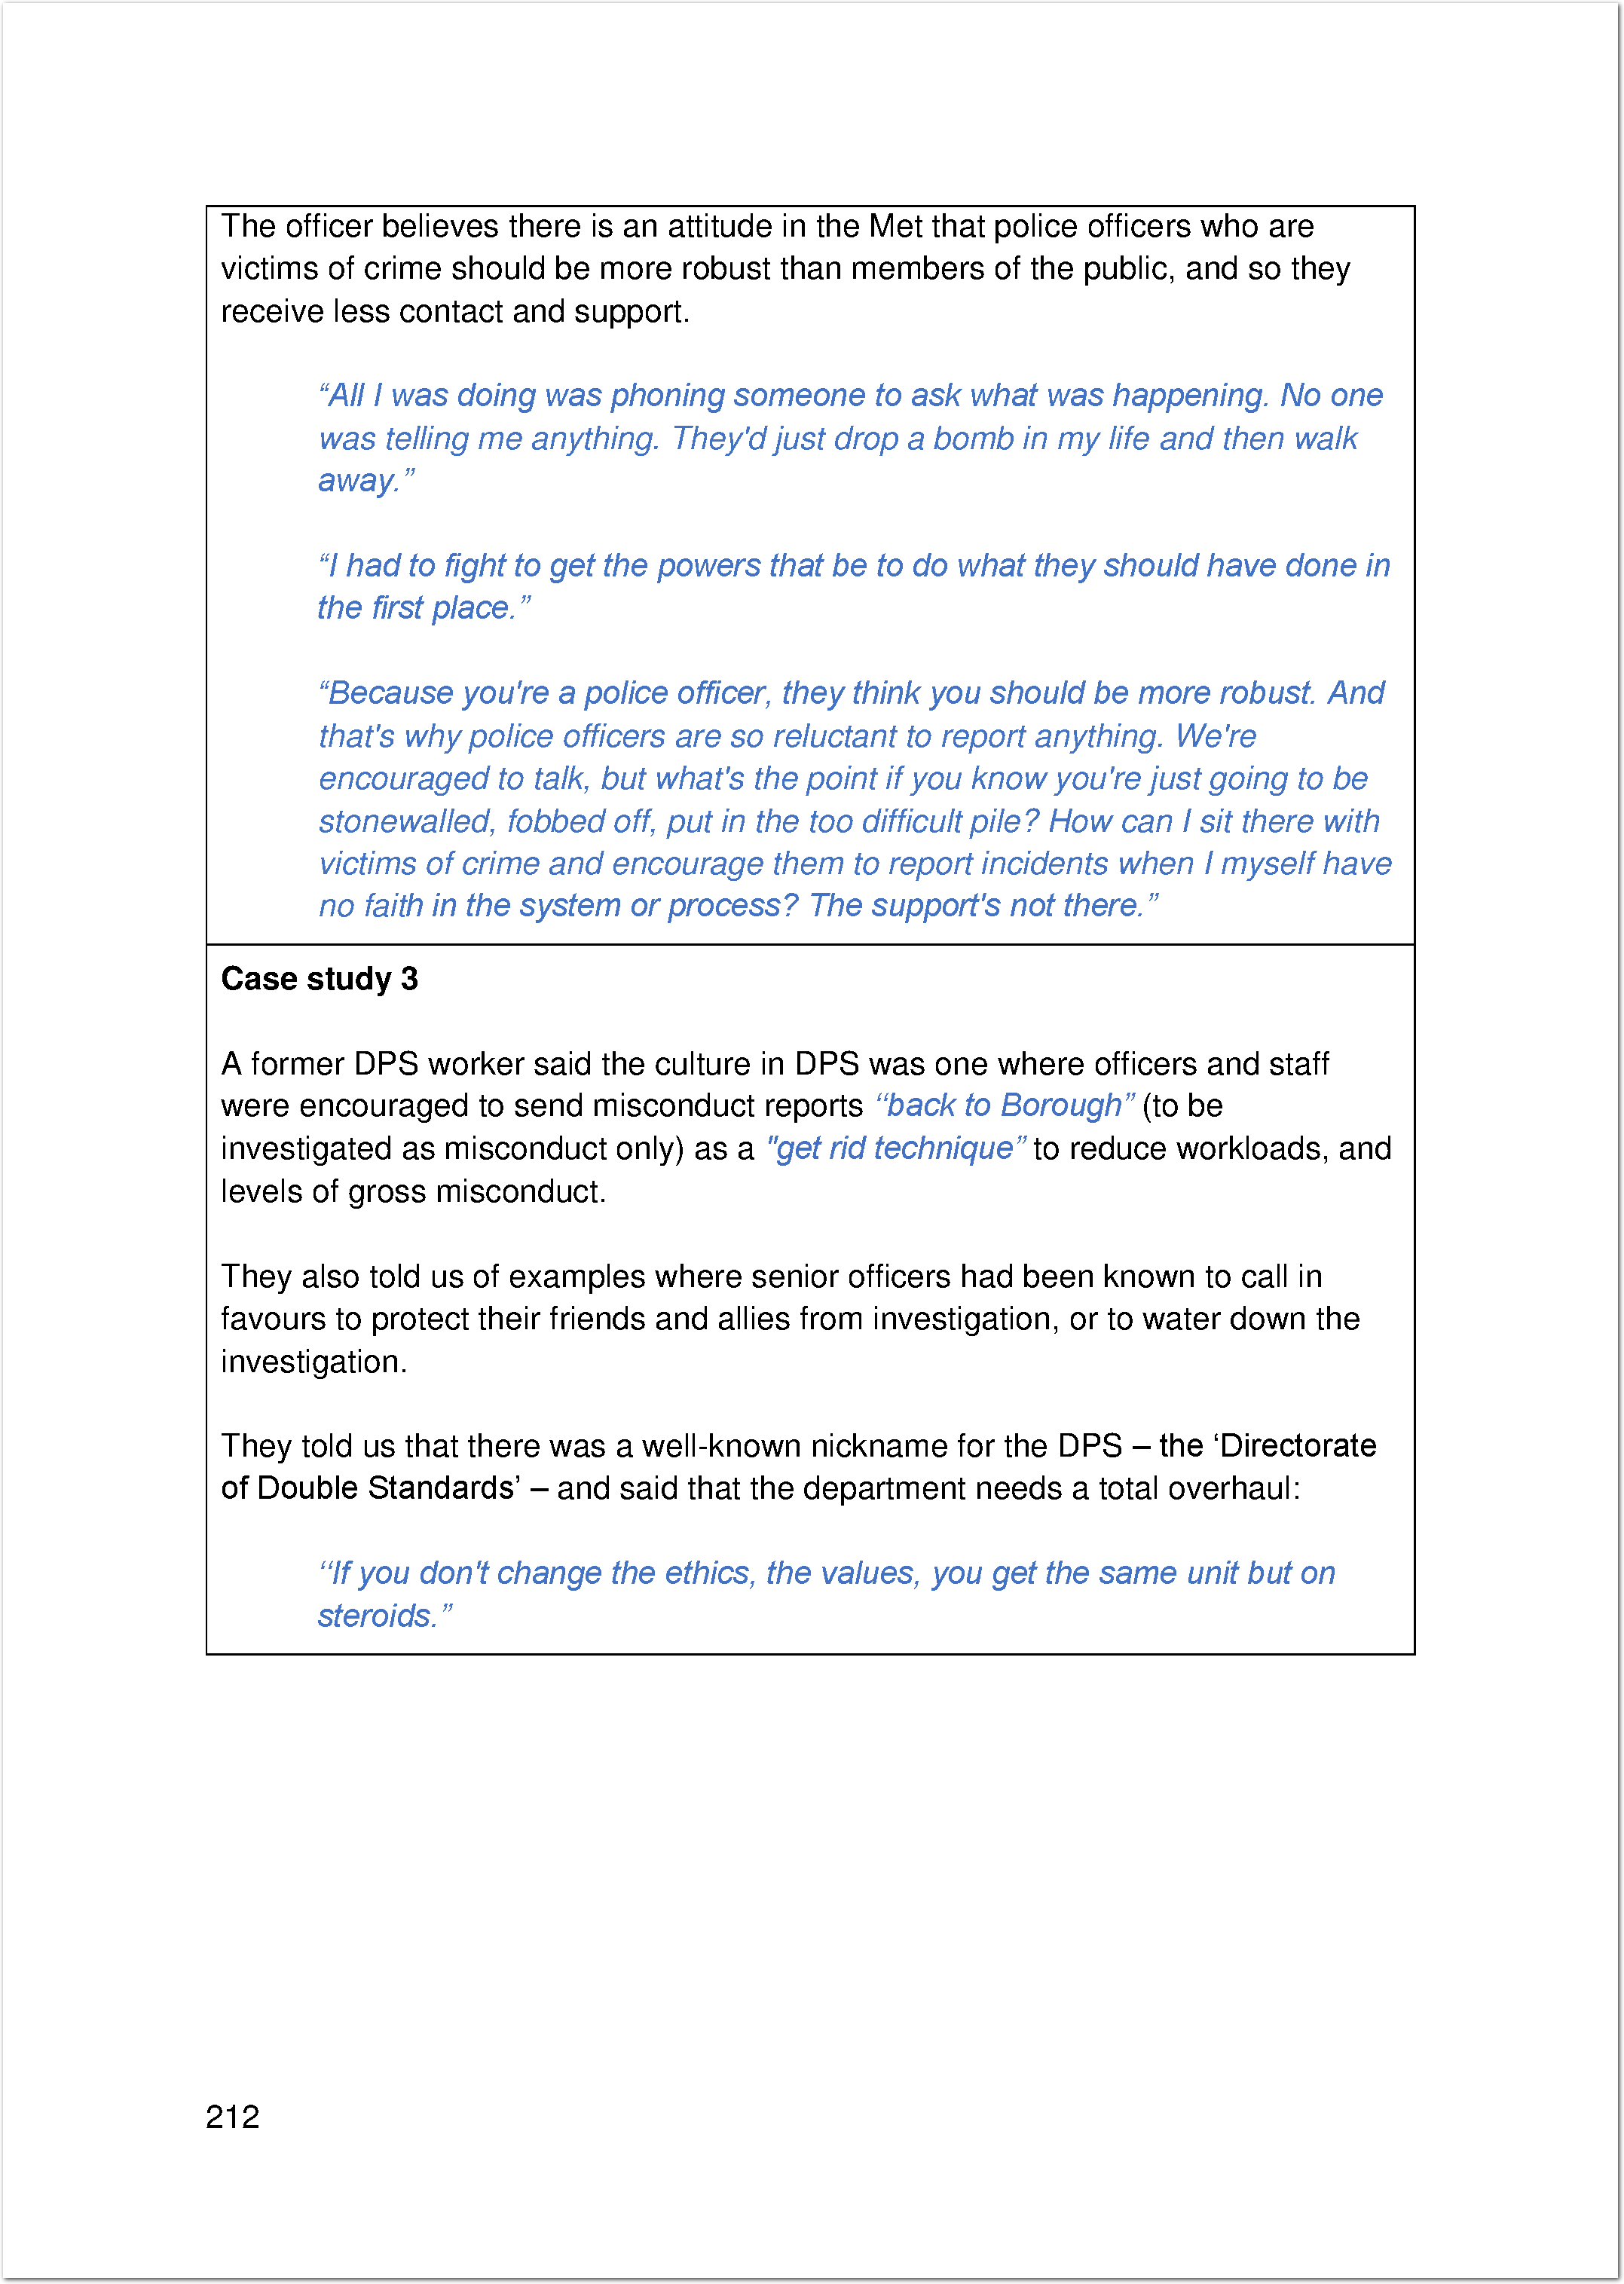 The officer believes there is an attitude in the Met that police officers who are
victims of crime should be more robust than members of the public, and so they
receive less contact and support.
“All I was doing was phoning someone to ask what was happening. No one
was telling me anything. They'd just drop a bomb in my life and then walk
away.”
“I had to fight to get the powers that be to do what they should have done in
the first place.”
“Because you're a police officer, they think you should be more robust. And
that's why police officers are so reluctant to report anything. We're
encouraged to talk, but what's the point if you know you're just going to be
stonewalled, fobbed off, put in the too difficult pile? How can I sit there with
victims of crime and encourage them to report incidents when I myself have
no faith in the system or process? The support's not there.”
Case study 3
A former DPS worker said the culture in DPS was one where officers and staff
were encouraged to send misconduct reports “back to Borough” (to be
investigated as misconduct only) as a "get rid technique” to reduce workloads, and
levels of gross misconduct.
They also told us of examples where senior officers had been known to call in
favours to protect their friends and allies from investigation, or to water down the
investigation.
They told us that there was a well-known nickname for the DPS – the ‘Directorate
of Double Standards’ – and said that the department needs a total overhaul:
“If you don't change the ethics, the values, you get the same unit but on
steroids.”
212